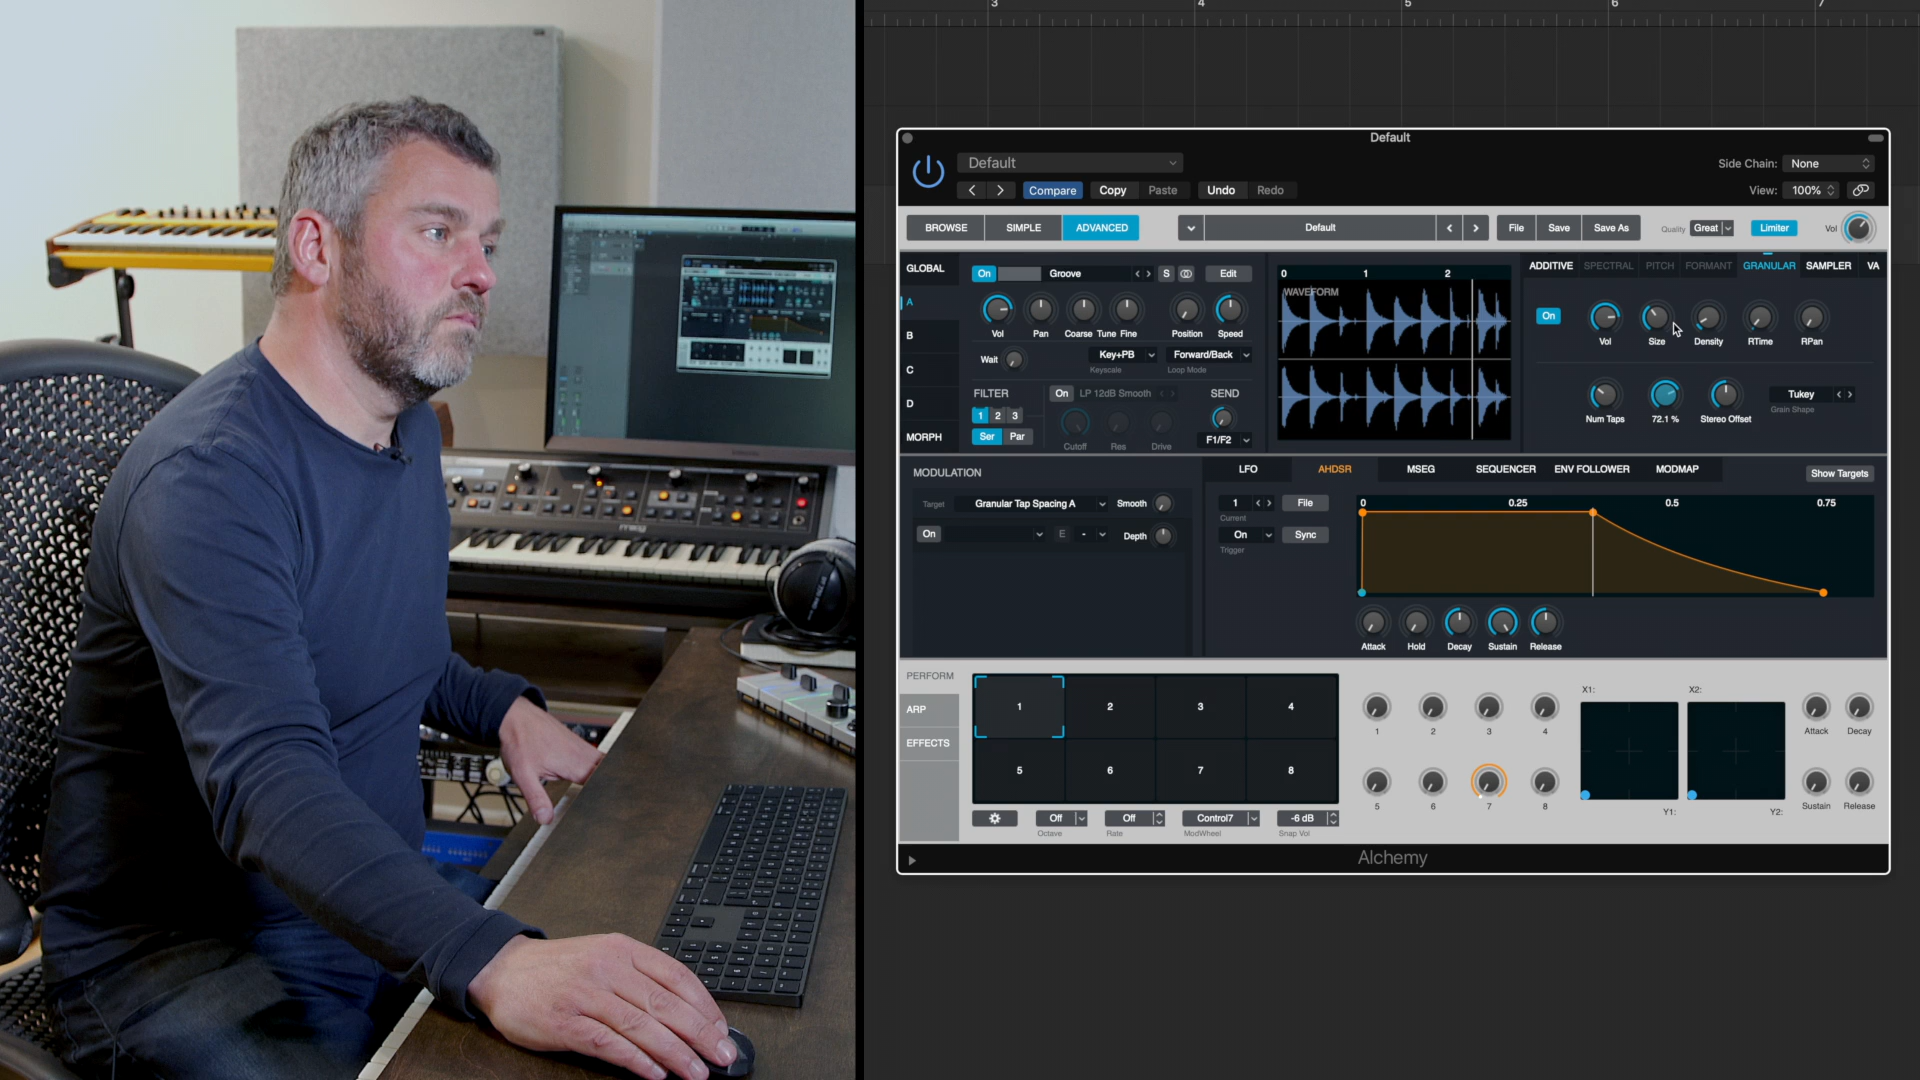 3 4 5 6 7
Default
Default
Side Chain: None
Compare Copy Paste Undo Redo
View: 100%
BROWSE SIMPLE ADVANCED
Default
File Save Save As
Quality Great
Limiter
Vol
GLOBAL
A
B
C
D
MORPH
On Groove S Edit
Vol Pan Coarse Tune Fine Position Speed
Wait
Key+PB
Keyscale
Forward/Back
Loop Mode
FILTER
1 2 3
Ser Par
On LP 12dB Smooth
Cutoff Res Drive
SEND
F1/F2
0 1 2
WAVEFORM
ADDITIVE SPECTRAL PITCH FORMANT GRANULAR SAMPLER VA
On
Vol Size Density RTime RPan
Num Taps 72.1 % Stereo Offset
Tukey
Grain Shape
MODULATION
Target Granular Tap Spacing A Smooth
On E - Depth
LFO AHDSR MSEG SEQUENCER ENV FOLLOWER MODMAP
Show Targets
1 File
Current
On Sync
Trigger
0 0.25 0.5 0.75
Attack Hold Decay Sustain Release
PERFORM
ARP
EFFECTS
1 2 3 4
5 6 7 8
Off
Octave
Off
Rate
Control7
ModWheel
-6 dB
Snap Vol
1 2 3 4
5 6 7 8
X1: X2:
Y1: Y2:
Attack Decay
Sustain Release
Alchemy
moog